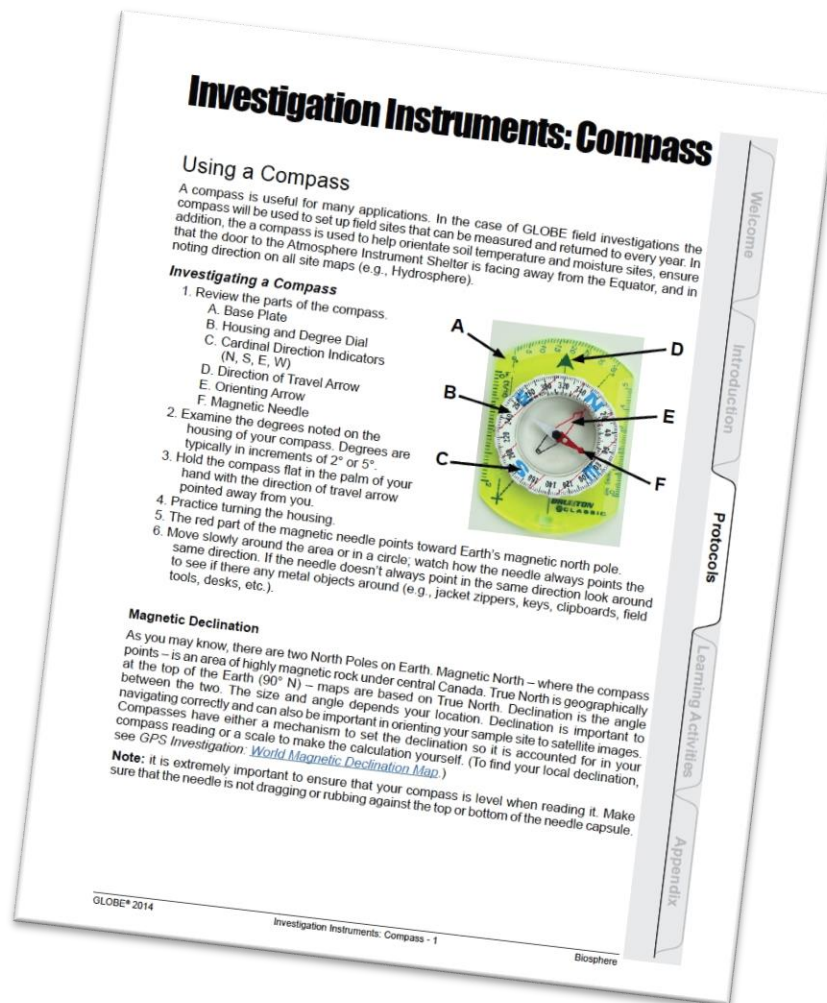 Investigation Instruments: Compass
Using a Compass
A compass is useful for many applications. In the case of GLOBE field investigations the
compass will be used to set up field sites that can be measured and returned to every year. In
addition, the a compass is used to help orientate soil temperature and moisture sites, ensure
that the door to the Atmosphere Instrument Shelter is facing away from the Equator, and in
noting direction on all site maps (e.g., Hydrosphere).
Investigating a Compass
1. Review the parts of the compass.
A. Base Plate
B. Housing and Degree Dial
C. Cardinal Direction Indicators
(N, S, E, W)
D. Direction of Travel Arrow
E. Orienting Arrow
F. Magnetic Needle
2. Examine the degrees noted on the
housing of your compass. Degrees are
typically in increments of 2° or 5°.
3. Hold the compass flat in the palm of your
hand with the direction of travel arrow
pointed away from you.
4. Practice turning the housing.
5. The red part of the magnetic needle points toward Earth's magnetic north pole.
6. Move slowly around the area or in a circle; watch how the needle always points the
same direction. If the needle doesn't always point in the same direction look around
to see if there any metal objects around (e.g., jacket zippers, keys, clipboards, field
tools, desks, etc.).
A
B
C
D
E
F
BRUNTON
CLASSIC
Magnetic Declination
As you may know, there are two North Poles on Earth. Magnetic North – where the compass
points – is an area of highly magnetic rock under central Canada. True North is geographically
at the top of the Earth (90° N) – maps are based on True North. Declination is the angle
between the two. The size and angle depends your location. Declination is important to
navigating correctly and can also be important in orienting your sample site to satellite images.
Compasses have either a mechanism to set the declination so it is accounted for in your
compass reading or a scale to make the calculation yourself. (To find your local declination,
see GPS Investigation: World Magnetic Declination Map.)
Note: it is extremely important to ensure that your compass is level when reading it. Make
sure that the needle is not dragging or rubbing against the top or bottom of the needle capsule.
GLOBE® 2014
Investigation Instruments: Compass - 1
Biosphere
Welcome
Introduction
Protocols
Learning Activities
Appendix